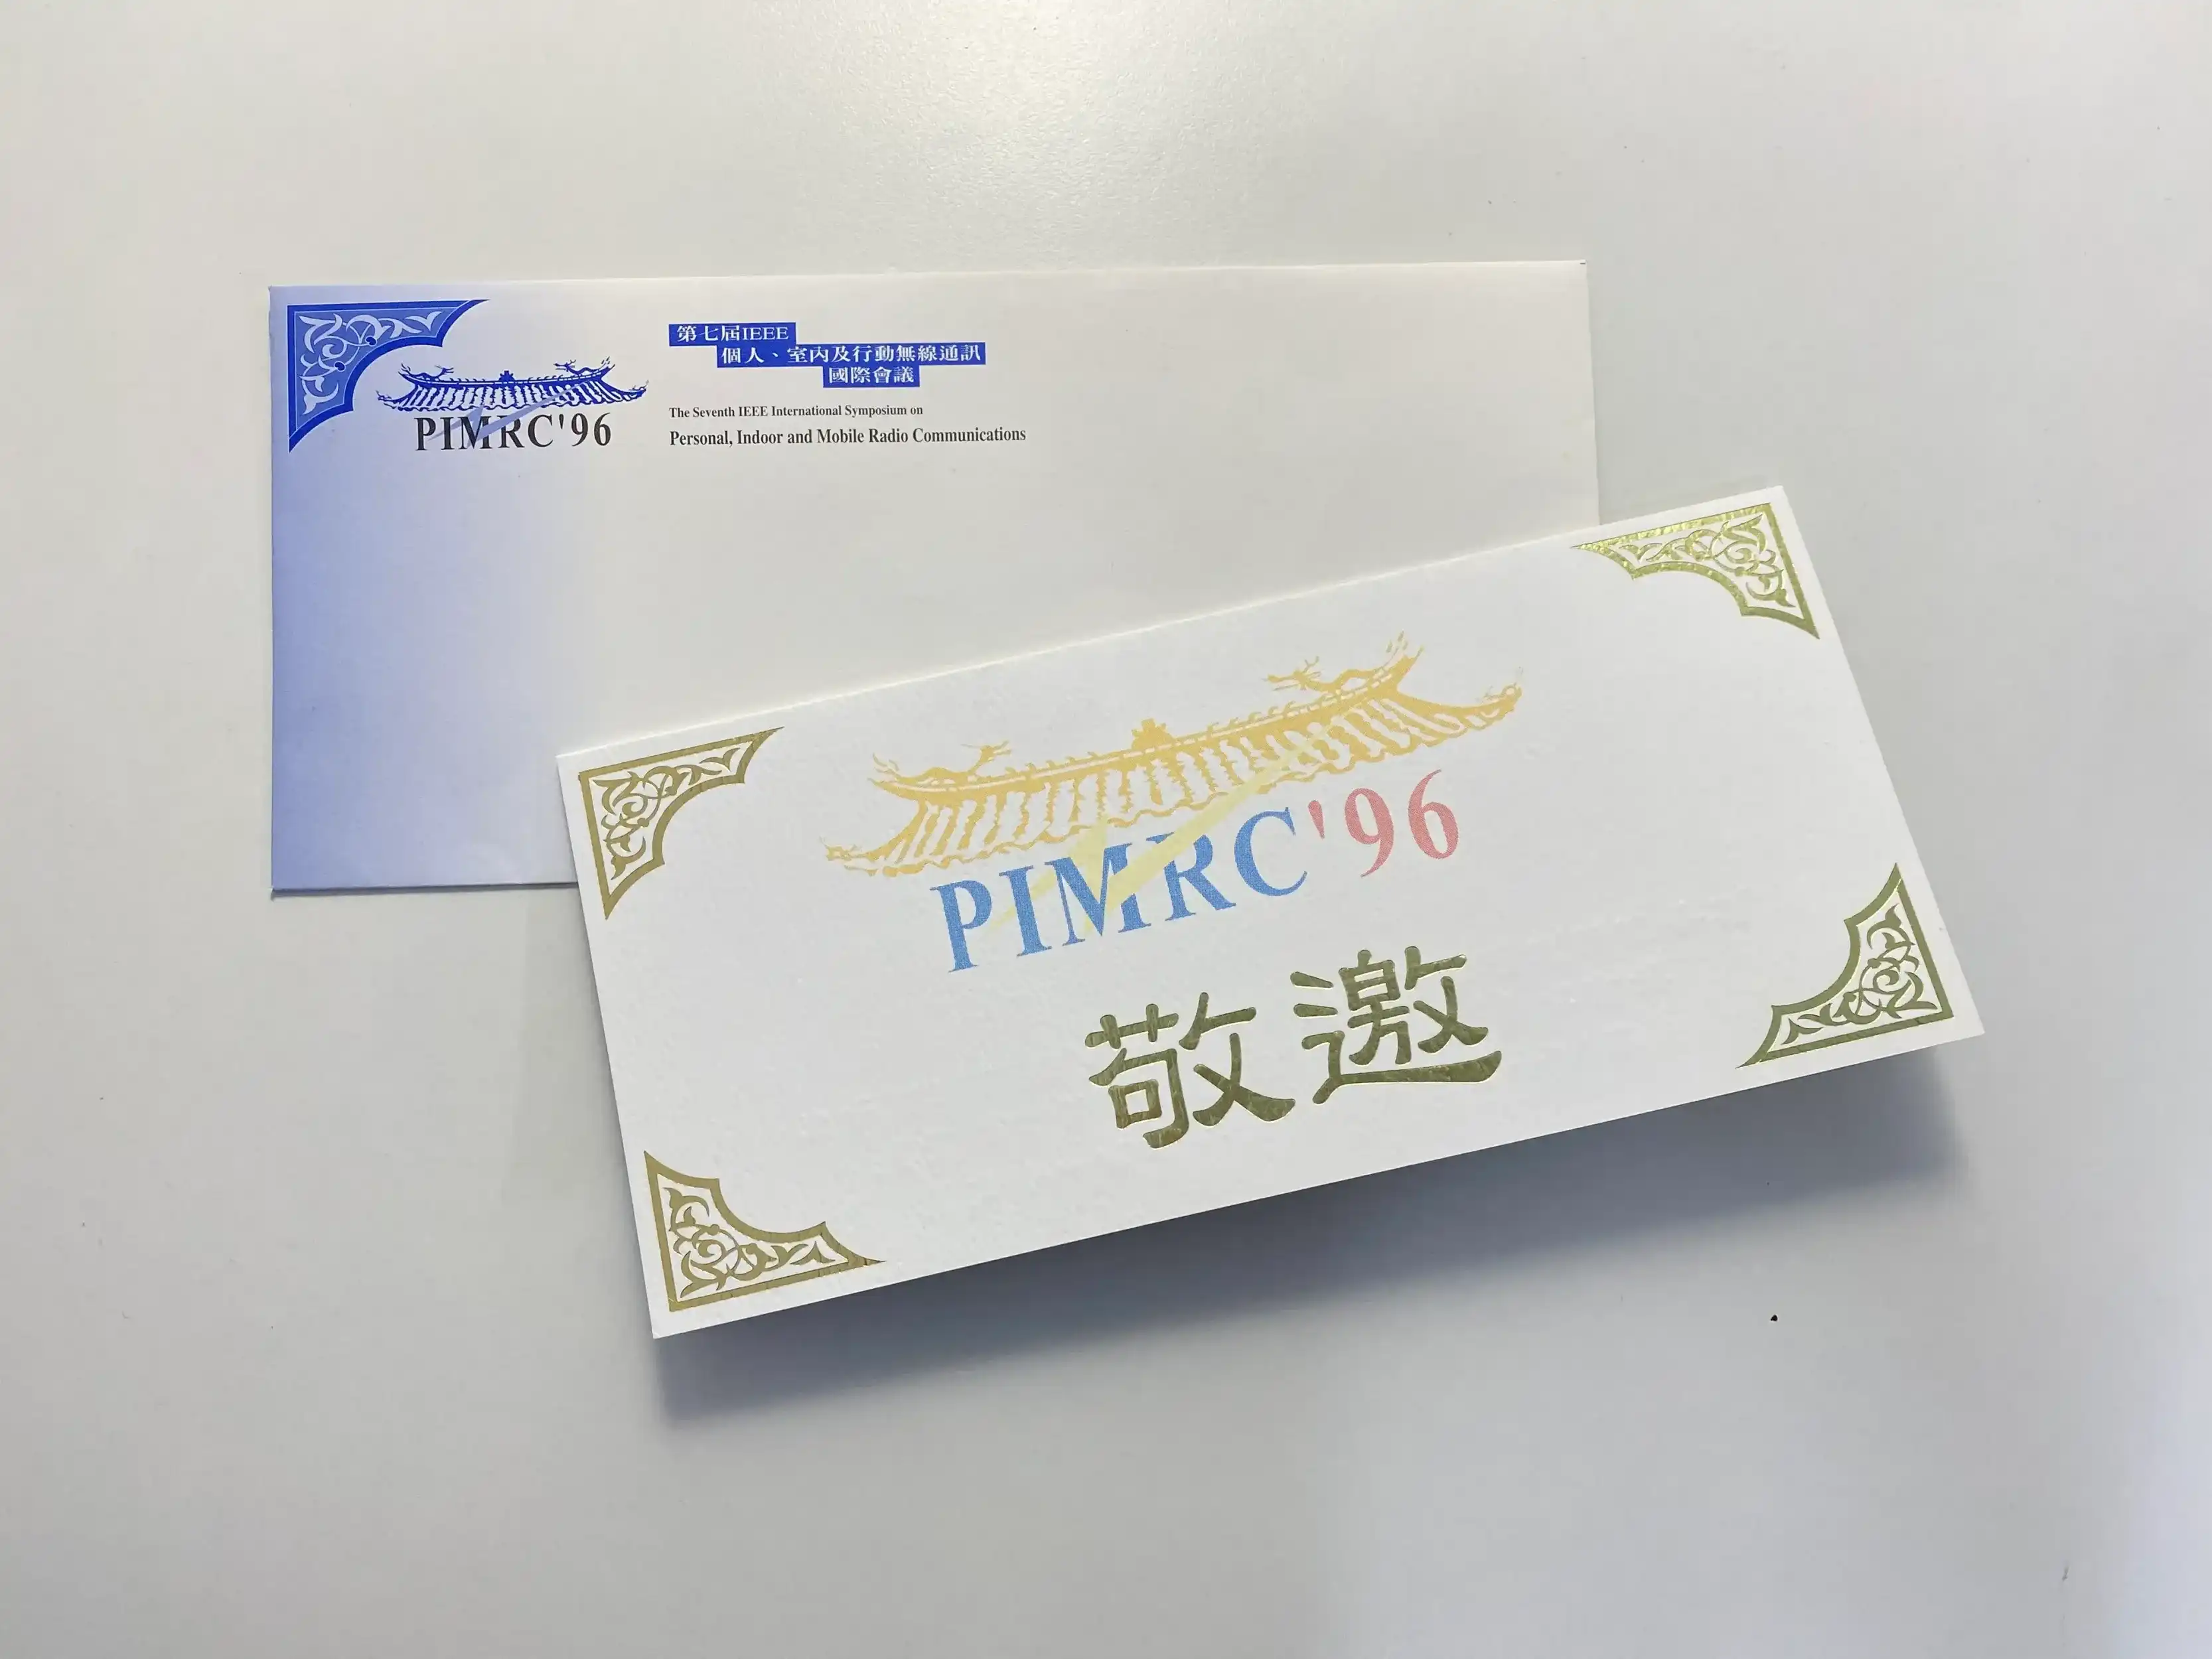 PIMRC'96
第七屆IEEE
個人、室內及行動無線通訊
國際會議
The Seventh IEEE International Symposium on
Personal, Indoor and Mobile Radio Communications
PIMRC'96
敬邀